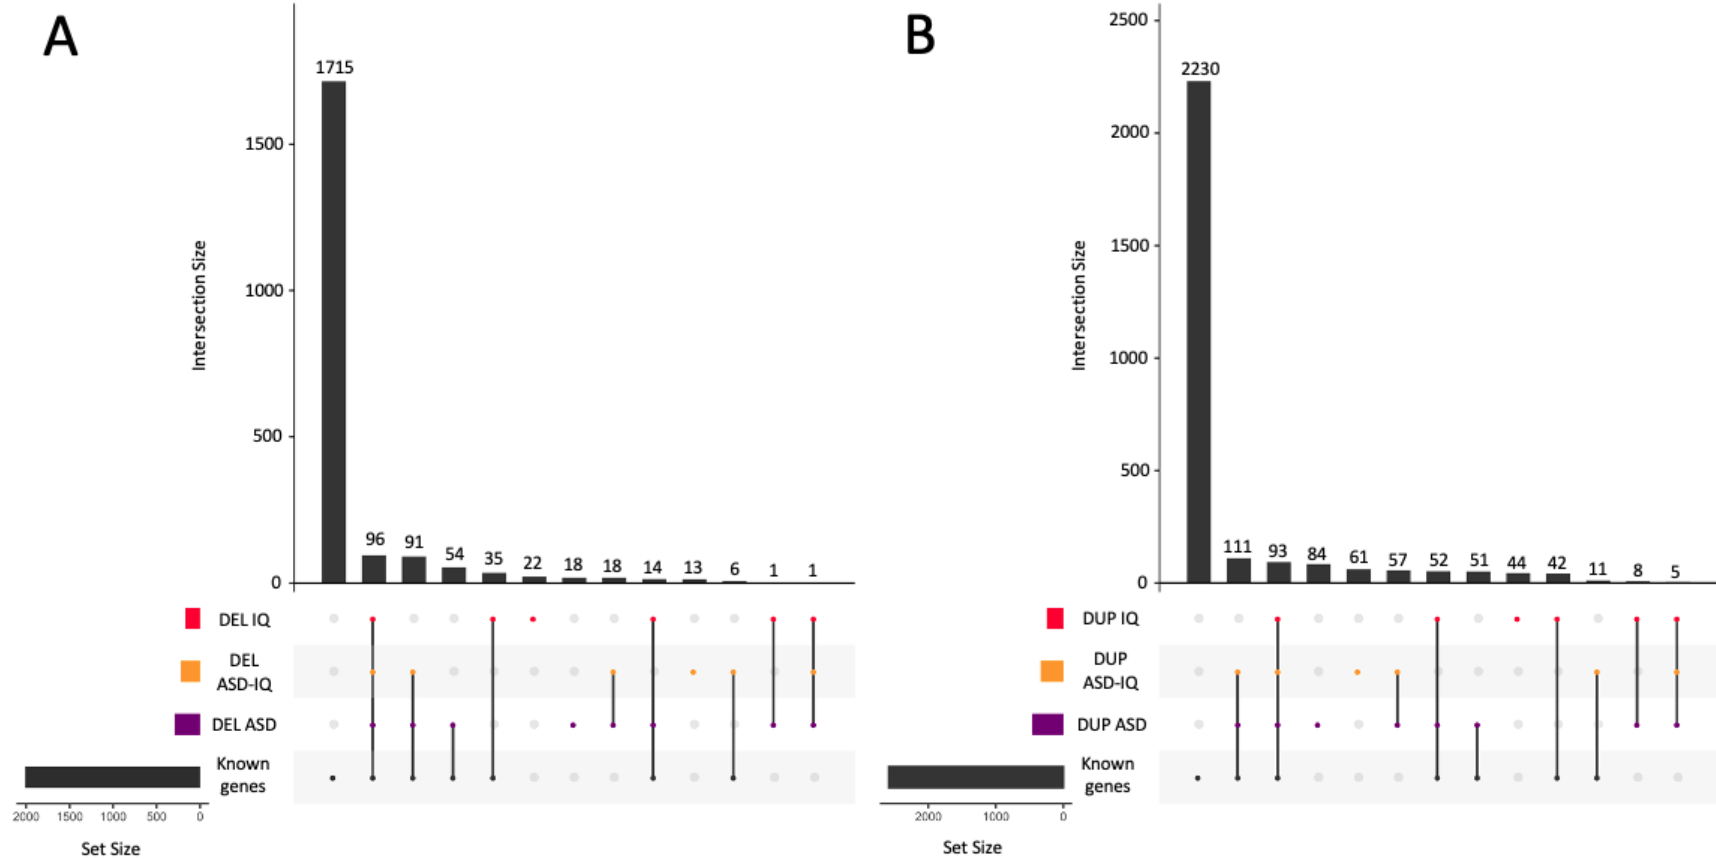 A
1715
1500
1000
500
0
Intersection Size
96
91
54
35
22
18
18
14
13
6
1
1
DEL IQ
DEL
ASD-IQ
DEL ASD
Known
genes
2000 1500 1000 500 0
Set Size
B
2500
2230
2000
1500
1000
500
0
Intersection Size
111
93
84
61
57
52
51
44
42
11
8
5
DUP IQ
DUP
ASD-IQ
DUP ASD
Known
genes
2000 1000 0
Set Size